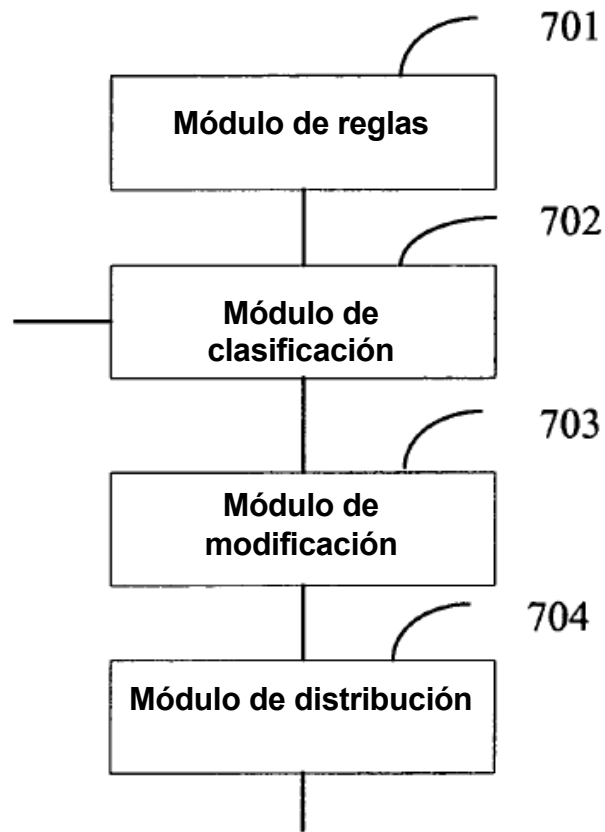 701
Módulo de reglas
702
Módulo de
clasificación
703
Módulo de
modificación
704
Módulo de distribución